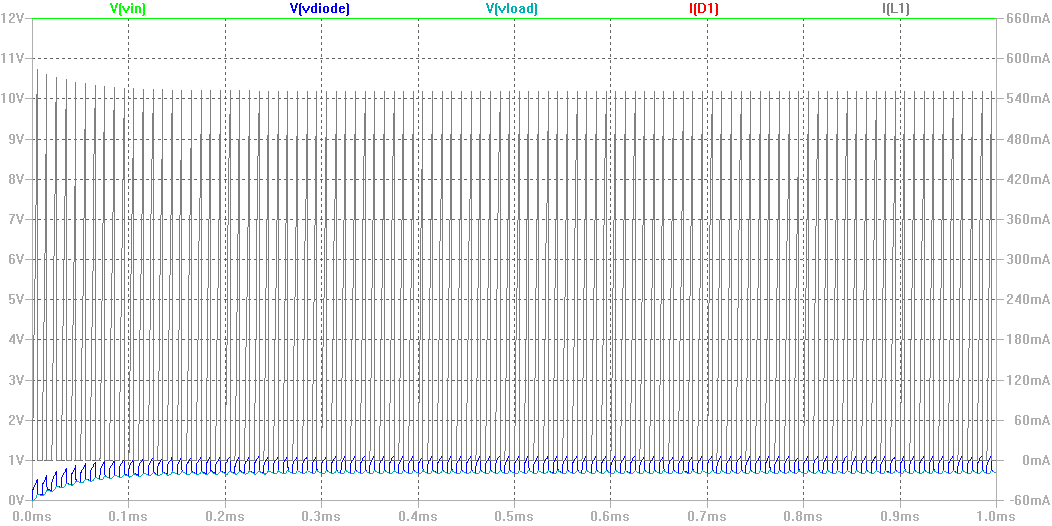 V(vin) V(vdiode) V(vload) I(D1) I(L1)
12V 660mA
11V 600mA
10V 540mA
9V 480mA
8V 420mA
7V 360mA
6V 300mA
5V 240mA
4V 180mA
3V 120mA
2V 60mA
1V 0mA
0V -60mA
0.0ms 0.1ms 0.2ms 0.3ms 0.4ms 0.5ms 0.6ms 0.7ms 0.8ms 0.9ms 1.0ms